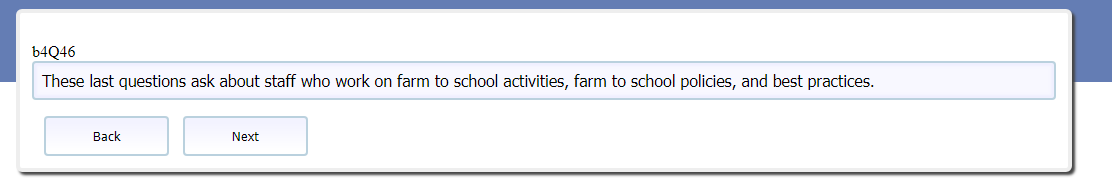 b4Q46
These last questions ask about staff who work on farm to school activities, farm to school policies, and best practices.
Back Next